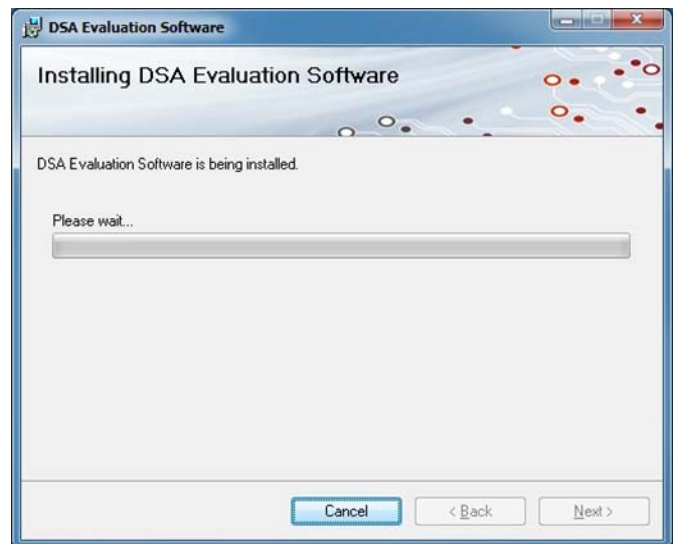 DSA Evaluation Software
Installing DSA Evaluation Software
DSA Evaluation Software is being installed.
Please wait...
Cancel
< Back
Next >